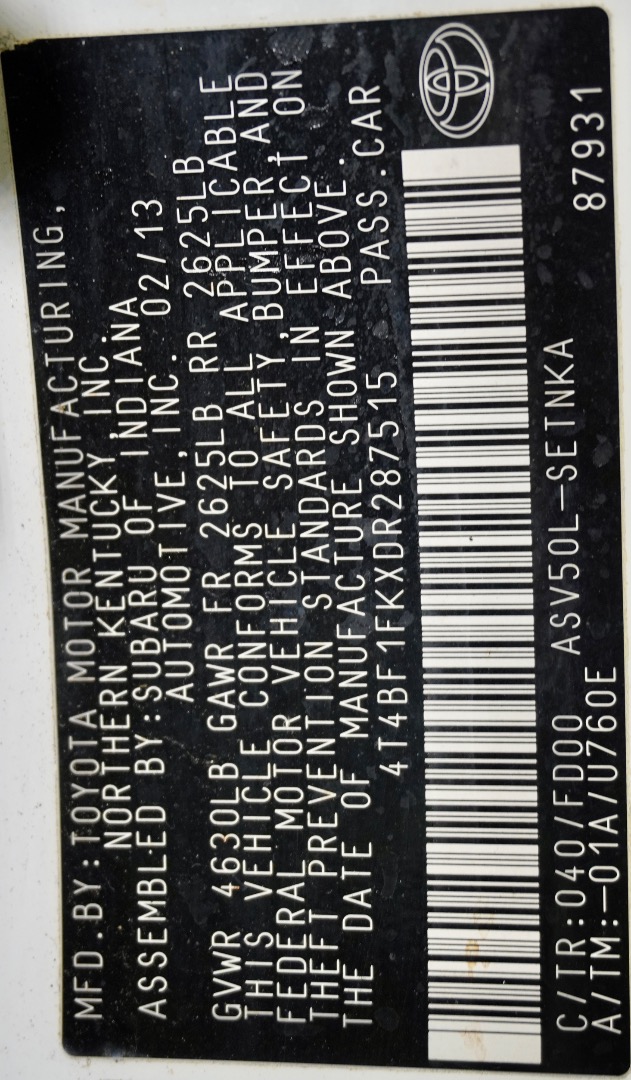 MFD.BY:TOYOTA MOTOR MANUFACTURING,
NORTHERN KENTUCKY, INC.
ASSEMBLED BY:SUBARU OF INDIANA
AUTOMOTIVE,INC. 02/13
GVWR 4630LB GAWR FR 2625LB RR 2625LB
THIS VEHICLE CONFORMS TO ALL APPLICABLE
FEDERAL MOTOR VEHICLE SAFETY,BUMPER,AND
THEFT PREVENTION STANDARDS IN EFFECT ON
THE DATE OF MANUFACTURE SHOWN ABOVE.
4T4BF1FKXDR287515 PASS.CAR
C/TR:040/FD00 ASV50L-SETNKA 87931
A/TM:-01A/U760E